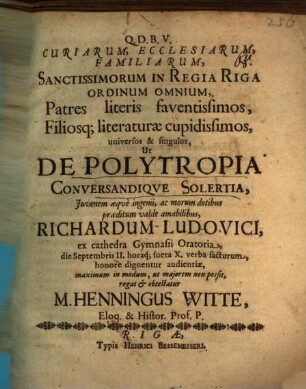 Q.D.B.V.
CURIARUM, ECCLESIARUM,
FAMILIARUM,
SANCTISSIMORUM IN REGIA RIGA
ORDINUM OMNIUM,
Patres literis faventissimos,
Filiosq; literaturæ cupidissimos,
universos & singulos,
Ut
DE POLYTROPIA
CONVERSANDIQVE SOLERTIA,
Juvenem æqvè ingenii, ac morum dotibus
præditum valde amabilibus,
RICHARDUM-LUDOVICI,
ex cathedra Gymnasii Oratoria,
die Septembris II. horaq; sueta X. verba facturum,
honore dignentur audientiæ,
maximum in modum, ut majorem non possit,
rogat & obtestatur
M. HENNINGUS WITTE,
Eloq. & Histor. Prof. P.
RIGÆ,
Typis HENRICI BESSEMESSERI.